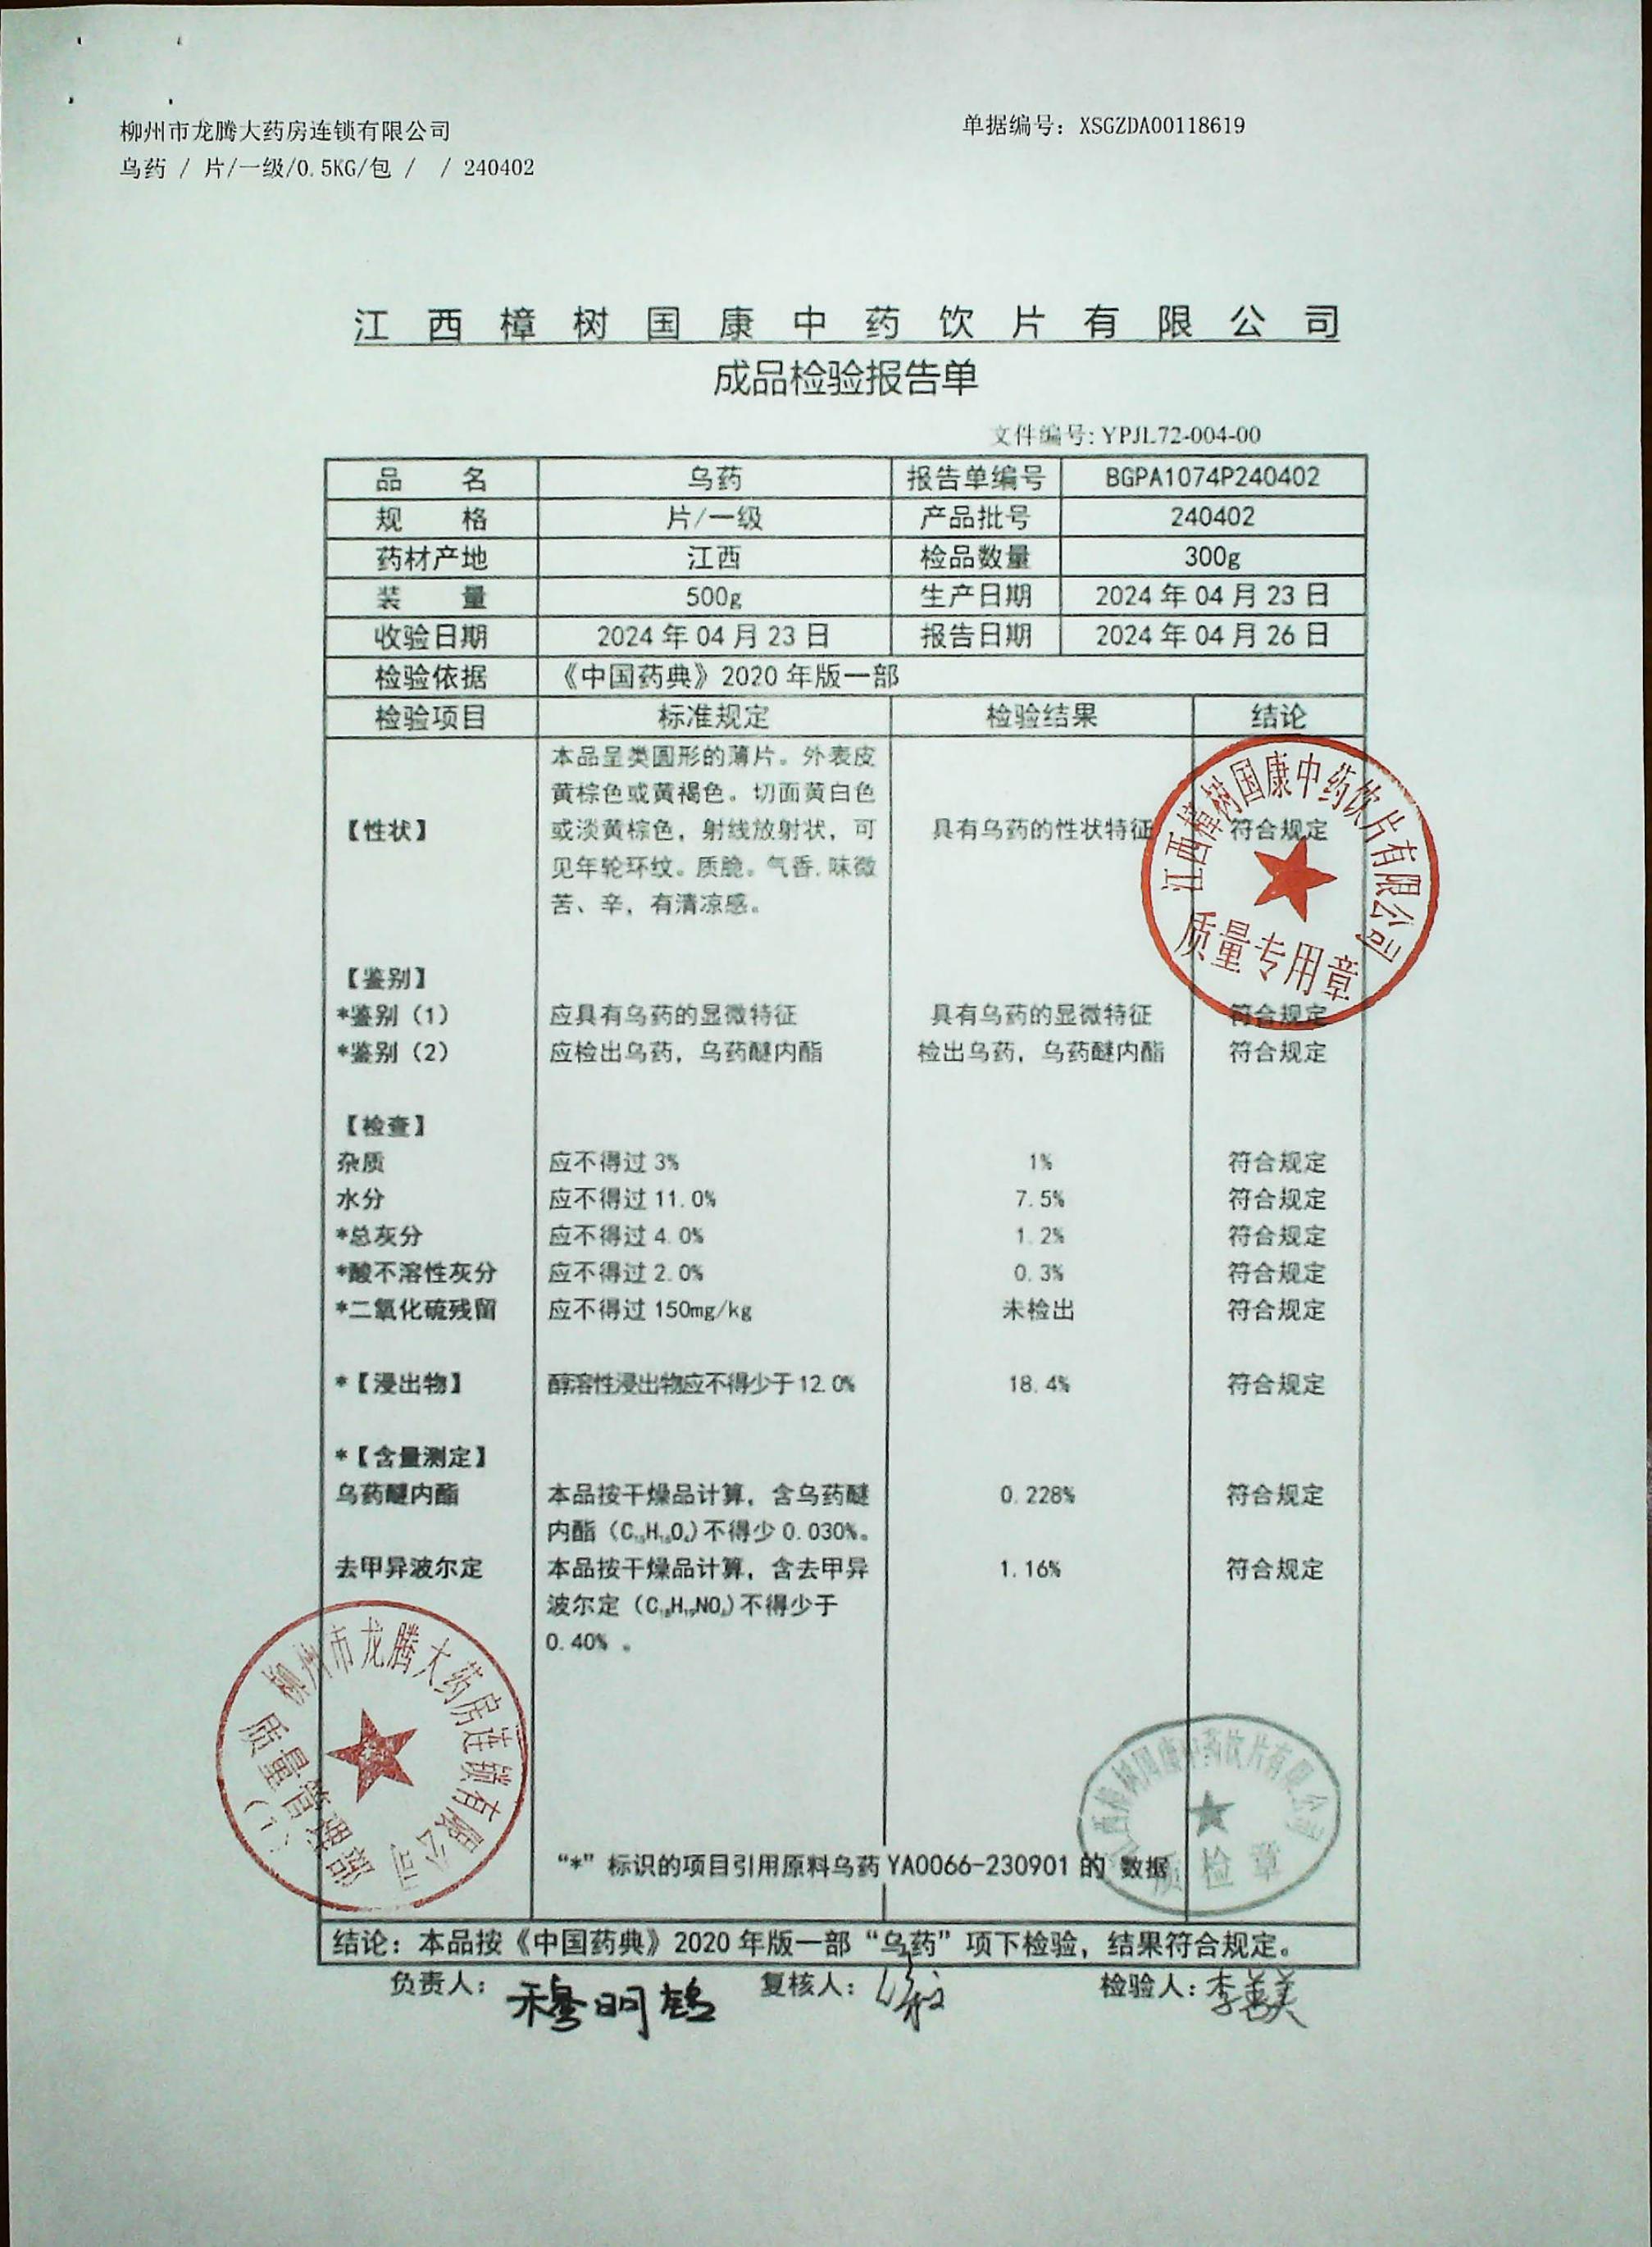 柳州市龙腾大药房连锁有限公司 单据编号：XSGZDA00118619
乌药 / 片/一级/0.5KG/包 / / 240402
江西樟树国康中药饮片有限公司
成品检验报告单
文件编号：YPJL72-004-00
品 名 乌药 报告单编号 BGPA1074P240402
规 格 片/一级 产品批号 240402
药材产地 江西 检品数量 300g
装 量 500g 生产日期 2024年04月23日
收验日期 2024年04月23日 报告日期 2024年04月26日
检验依据 《中国药典》2020年版一部
检验项目 标准规定 检验结果 结论
本品呈类圆形的薄片。外表皮
黄棕色或黄褐色。切面黄白色
【性状】 或淡黄棕色，射线放射状，可 具有乌药的性状特征 符合规定
见年轮环纹。质脆。气香，味微
苦、辛，有清凉感。
江西樟树国康中药饮片有限公司
质量专用章
【鉴别】
*鉴别（1） 应具有乌药的显微特征 具有乌药的显微特征 符合规定
*鉴别（2） 应检出乌药，乌药醚内酯 检出乌药，乌药醚内酯 符合规定
【检查】
杂质 应不得过3% 1% 符合规定
水分 应不得过11.0% 7.5% 符合规定
*总灰分 应不得过4.0% 1.2% 符合规定
*酸不溶性灰分 应不得过2.0% 0.3% 符合规定
*二氧化硫残留 应不得过150mg/kg 未检出 符合规定
*【浸出物】 醇溶性浸出物应不得少于12.0% 18.4% 符合规定
*【含量测定】
乌药醚内酯 本品按干燥品计算，含乌药醚 0.228% 符合规定
内酯（C₁₅H₁₆O₄）不得少0.030%。
去甲异波尔定 本品按干燥品计算，含去甲异 1.16% 符合规定
波尔定（C₁₈H₁₉NO₄）不得少于
0.40% 。
柳州市龙腾大药房连锁有限公司
质量管理部
(1)
樟树国康中药饮片有限公司
质检章
“*”标识的项目引用原料乌药YA0066-230901的 数据
结论：本品按《中国药典》2020年版一部“乌药”项下检验，结果符合规定。
负责人：穆明 复核人： 检验人：李美